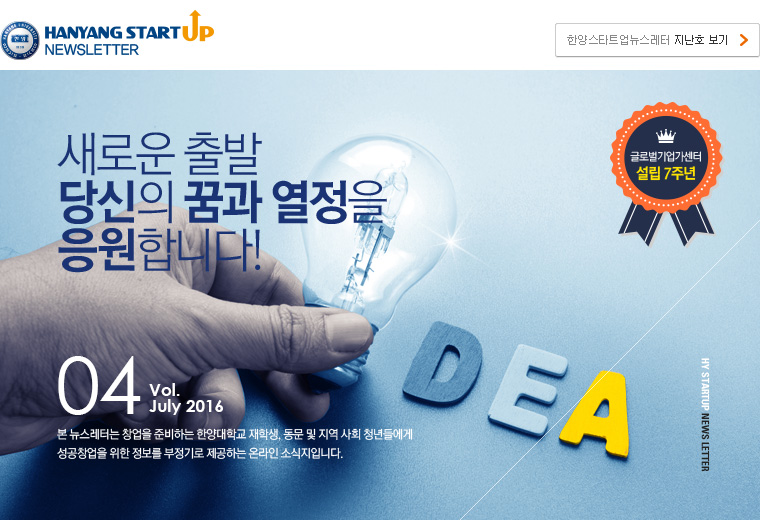 HANYANG STARTUP
NEWSLETTER
한양스타트업뉴스레터 지난호 보기
새로운 출발
당신의 꿈과 열정을
응원합니다!
글로벌기업가센터
설립 7주년
DEA
04 Vol.
July 2016
본 뉴스레터는 창업을 준비하는 한양대학교 재학생, 동문 및 지역 사회 청년들에게
성공창업을 위한 정보를 부정기로 제공하는 온라인 소식지입니다.
HY STARTUP NEWS LETTER